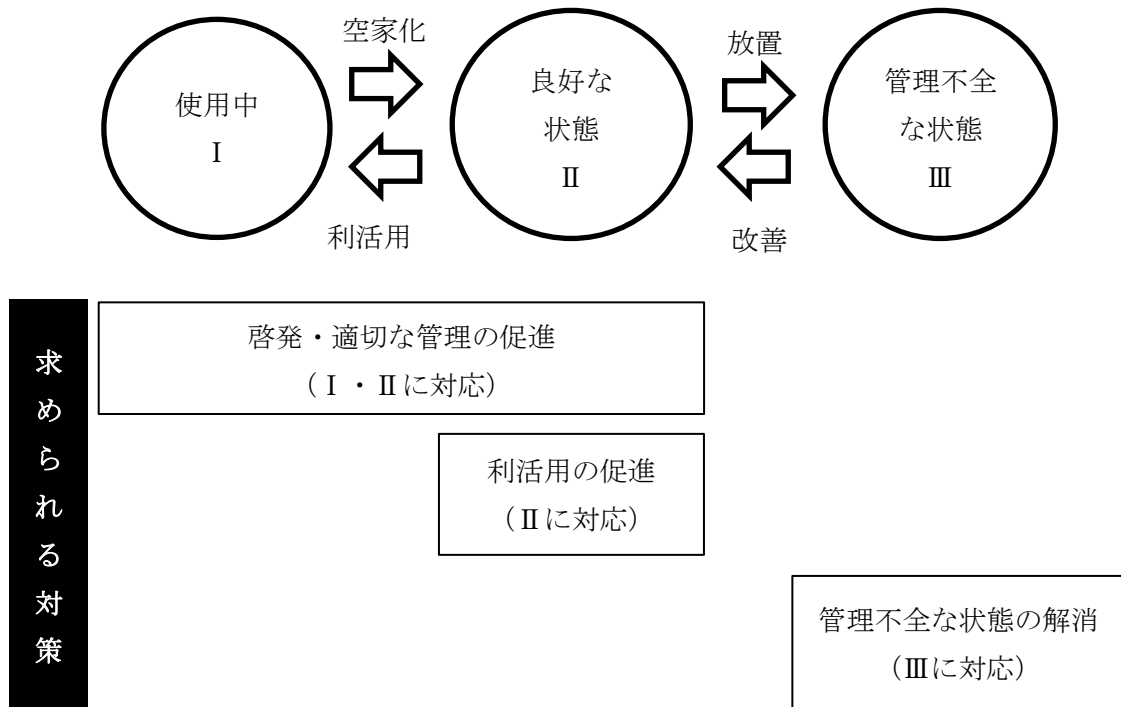 空家化
放置
使用中
Ⅰ
良好な
状態
Ⅱ
管理不全
な状態
Ⅲ
利活用
改善
求められる対策
啓発・適切な管理の促進
（Ⅰ・Ⅱに対応）
利活用の促進
（Ⅱに対応）
管理不全な状態の解消
（Ⅲに対応）